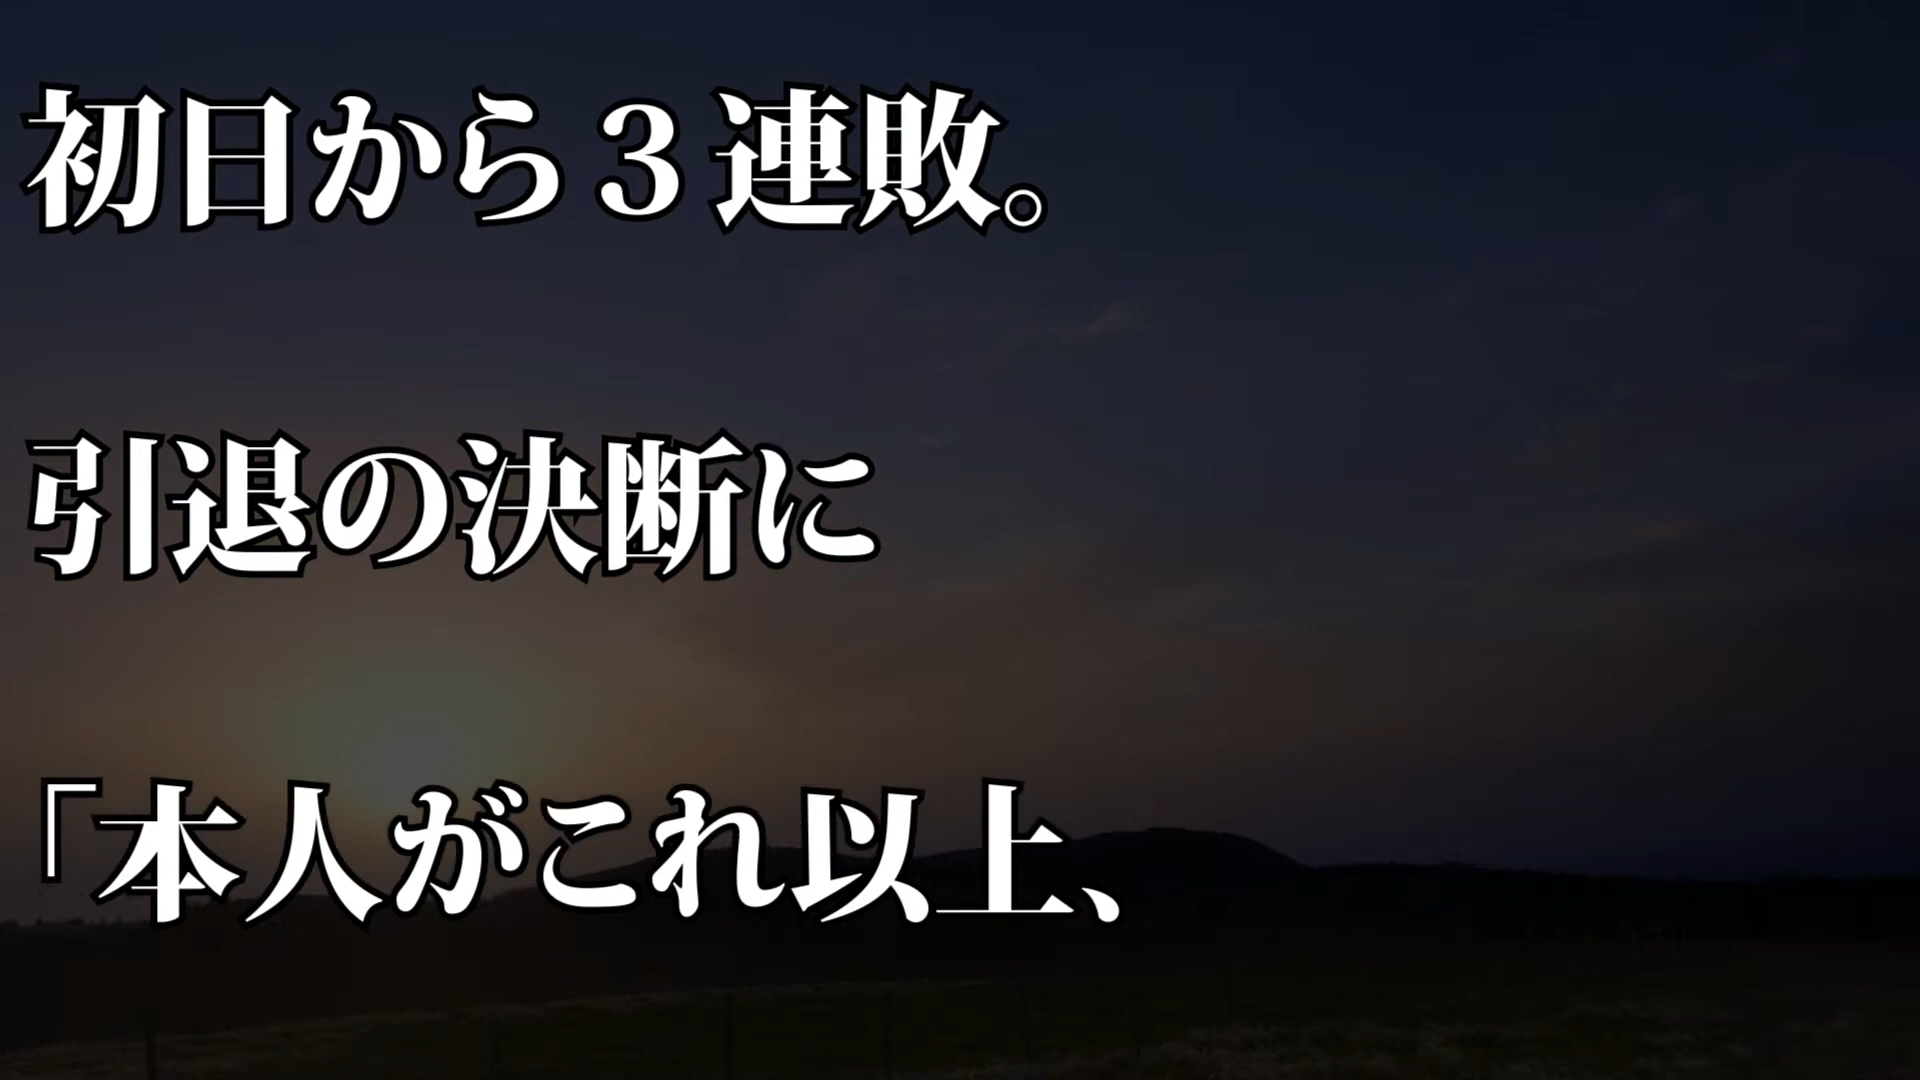 初日から３連敗。
引退の決断に
「本人がこれ以上、